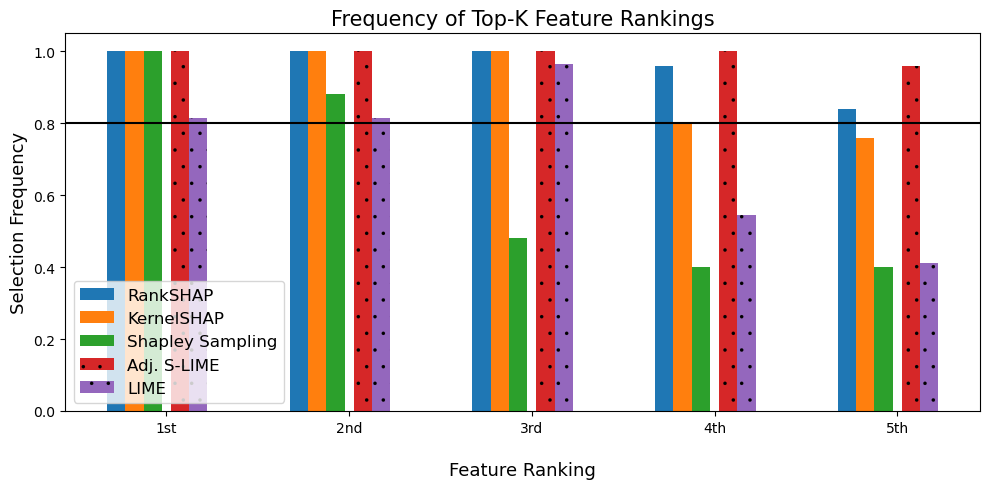 Frequency of Top-K Feature Rankings
Selection Frequency
1.0
0.8
0.6
0.4
0.2
0.0
RankSHAP
KernelSHAP
Shapley Sampling
Adj. S-LIME
LIME
1st 2nd 3rd 4th 5th
Feature Ranking